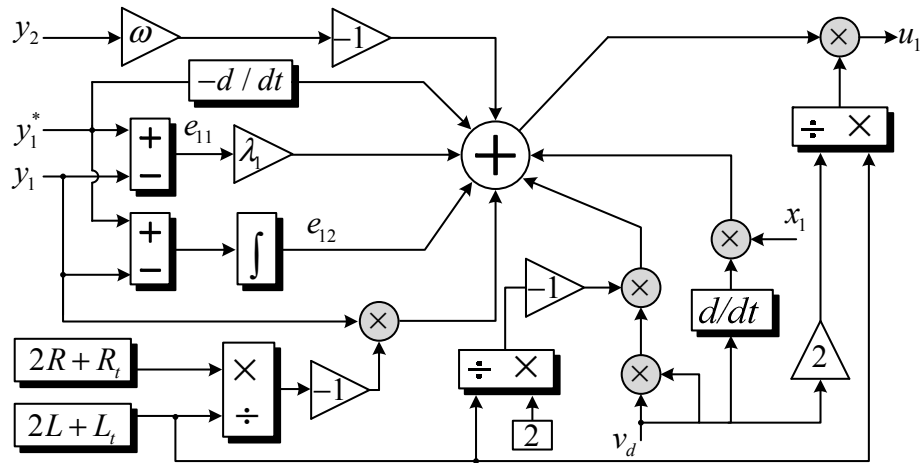 y₂ ω −1 × u₁
−d / dt
÷ ×
y₁* + − e₁₁ λ₁ +
y₁
x₁
+ − ∫ e₁₂ ×
−1 × d/dt
×
2R + Rₜ × ÷ −1 ÷ × × 2
2L + Lₜ 2 v_d